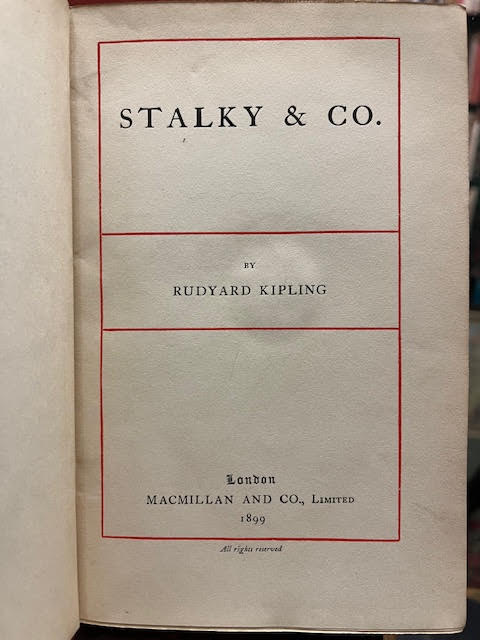 STALKY & CO.
BY
RUDYARD KIPLING
London
MACMILLAN AND CO., LIMITED
1899
All rights reserved